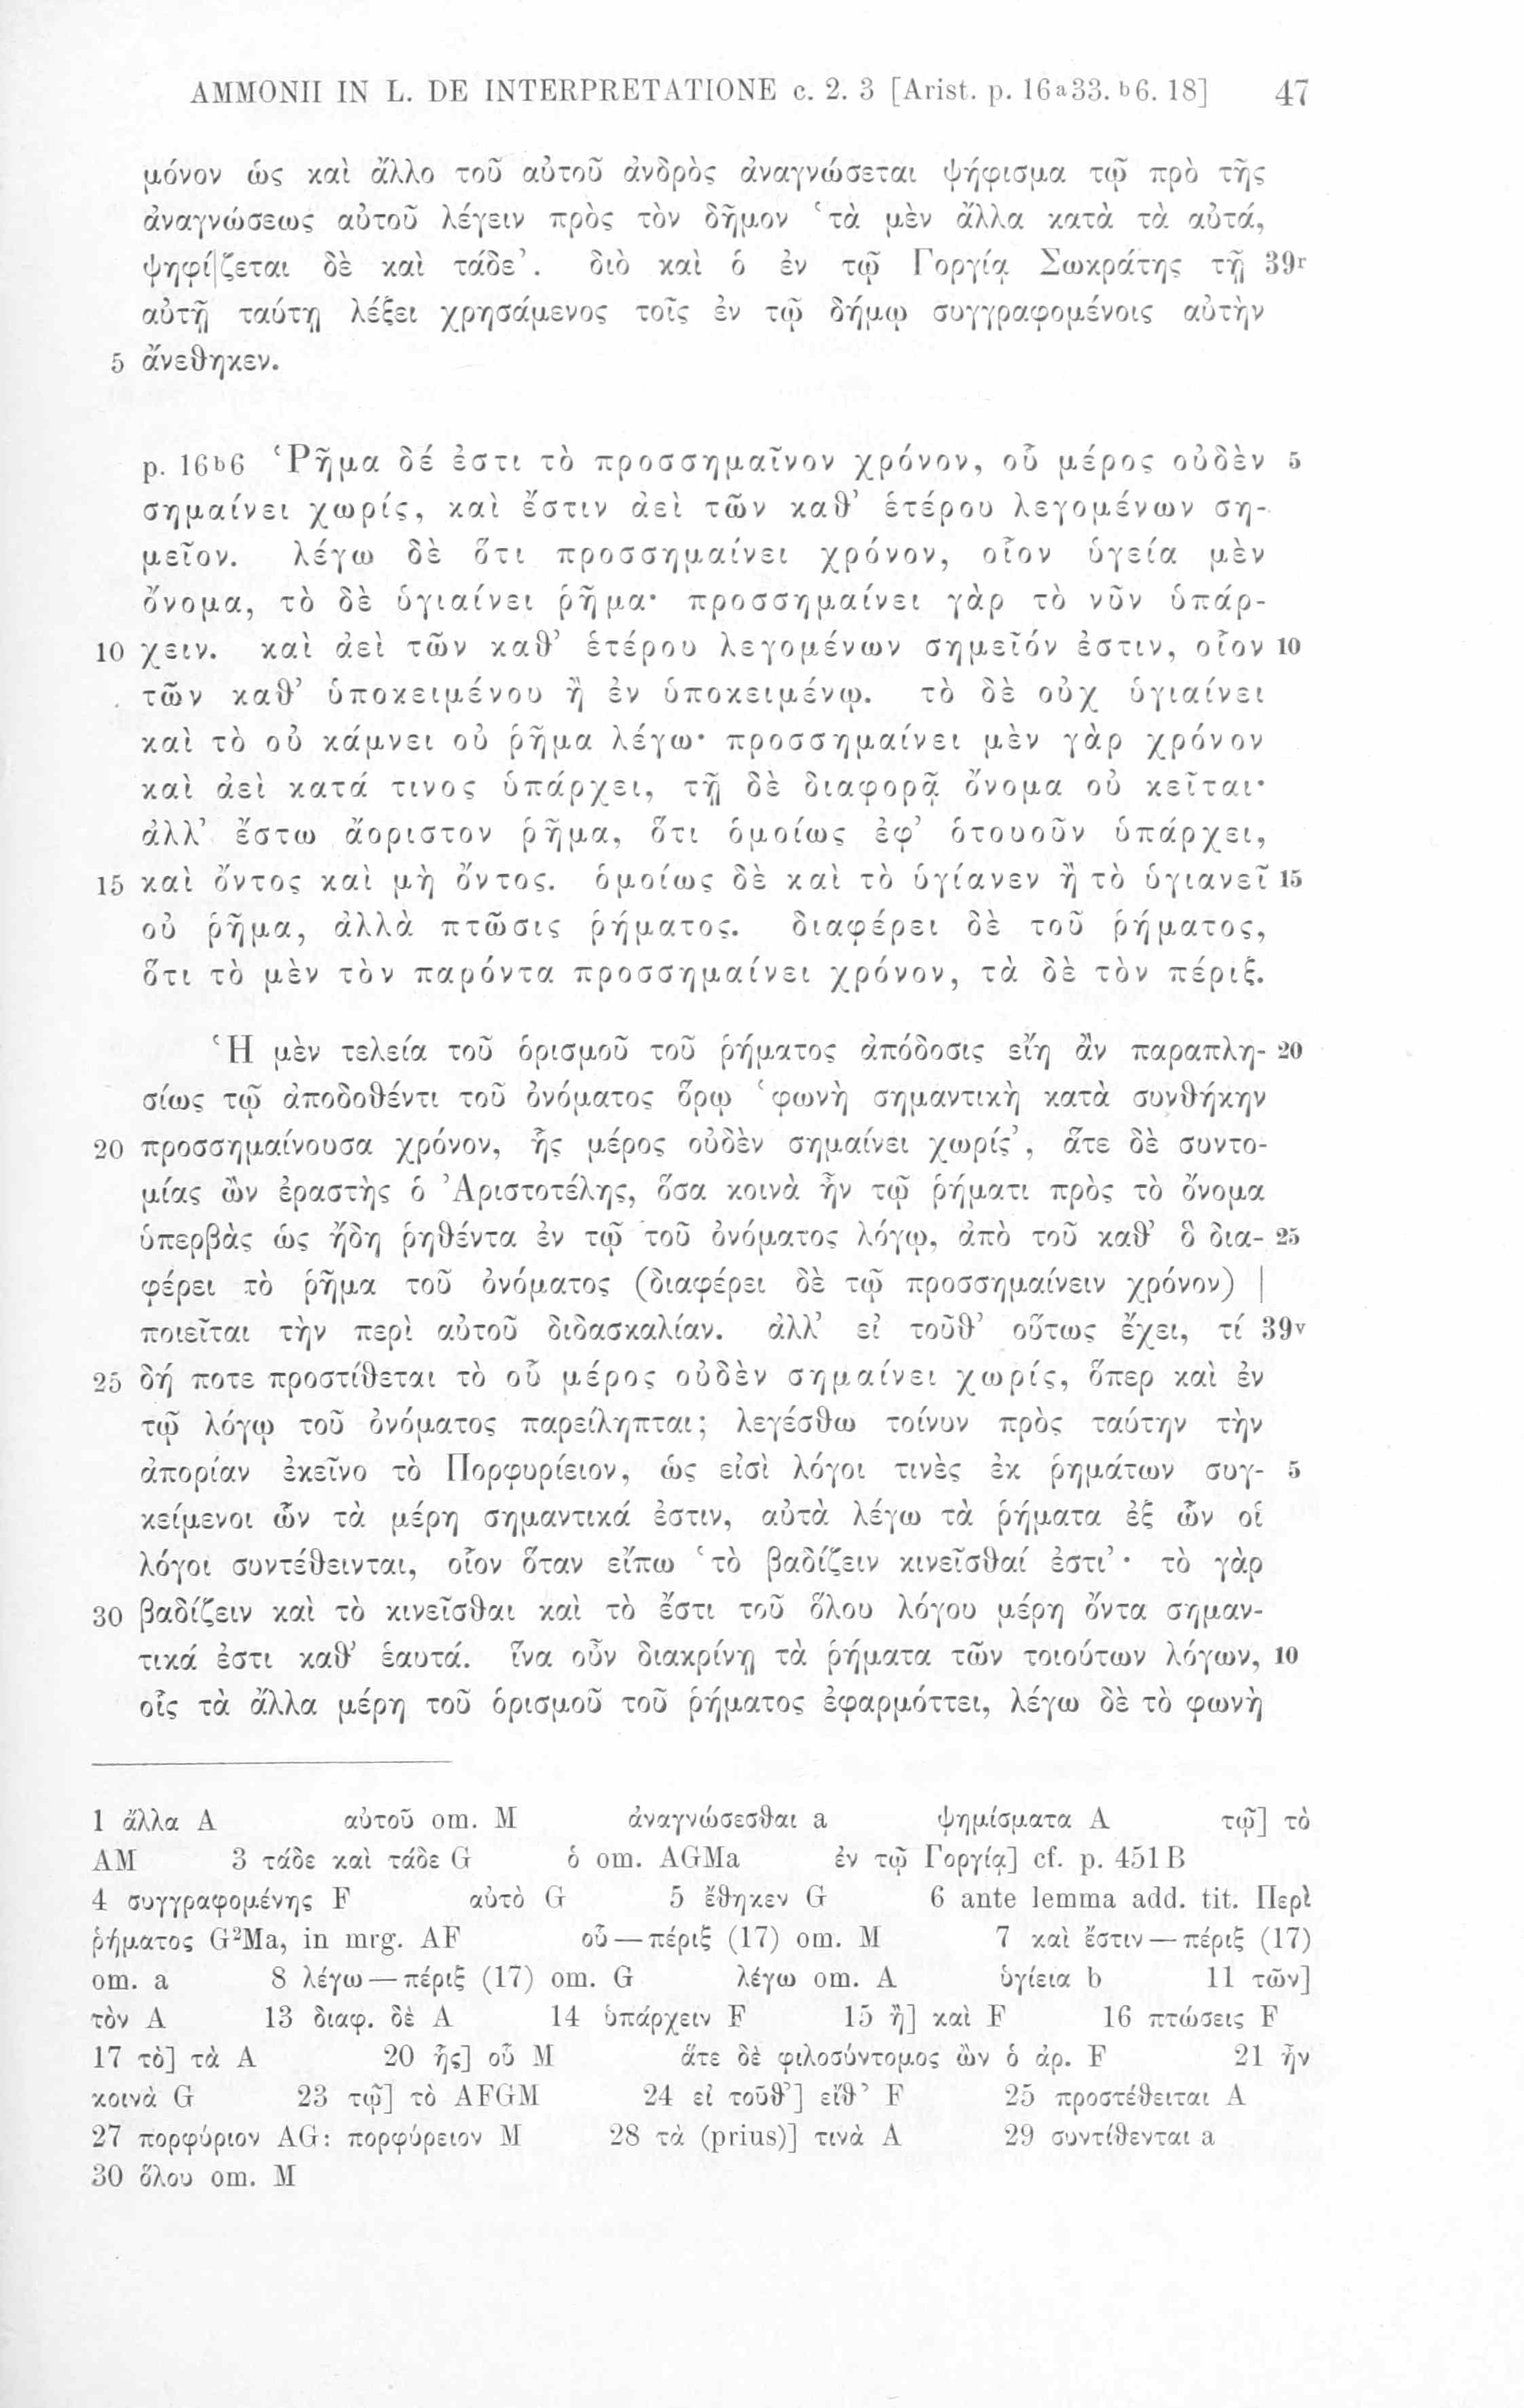 AMMONII IN L. DE INTERPRETATIONE c. 2. 3 [Arist. p. 16a33. b6. 18] 47
μόνον ὡς καὶ ἄλλο τοῦ αὐτοῦ ἀνδρὸς ἀναγνώσεται ψήφισμα τῷ πρὸ τῆς
ἀναγνώσεως αὐτοῦ λέγειν πρὸς τὸν δῆμον ‘τὰ μὲν ἄλλα κατὰ τὰ αὐτά,
ψηφί|ζεται δὲ καὶ τάδε’. διὸ καὶ ὁ ἐν τῷ Γοργίᾳ Σωκράτης τῇ 39r
αὐτῇ ταύτῃ λέξει χρησάμενος τοῖς ἐν τῷ δήμῳ συγγραφομένοις αὐτὴν
5 ἄνεθηκεν.
p. 16b6 Ῥῆμα δέ ἐστι τὸ προσσημαῖνον χρόνον, οὗ μέρος οὐδὲν 5
σημαίνει χωρίς, καὶ ἔστιν ἀεὶ τῶν καθ’ ἑτέρου λεγομένων ση-
μεῖον. λέγω δὲ ὅτι προσσημαίνει χρόνον, οἷον ὑγεία μὲν
ὄνομα, τὸ δὲ ὑγιαίνει ῥῆμα· προσσημαίνει γὰρ τὸ νῦν ὑπάρ-
10 χειν. καὶ ἀεὶ τῶν καθ’ ἑτέρου λεγομένων σημεῖόν ἐστιν, οἷον 10
τῶν καθ’ ὑποκειμένου ἢ ἐν ὑποκειμένῳ. τὸ δὲ οὐχ ὑγιαίνει
καὶ τὸ οὐ κάμνει οὐ ῥῆμα λέγω· προσσημαίνει μὲν γὰρ χρόνον
καὶ ἀεὶ κατά τινος ὑπάρχει, τῇ δὲ διαφορᾷ ὄνομα οὐ κεῖται·
ἀλλ’ ἔστω ἄοριστον ῥῆμα, ὅτι ὁμοίως ἐφ’ ὁτουοῦν ὑπάρχει,
15 καὶ ὄντος καὶ μὴ ὄντος. ὁμοίως δὲ καὶ τὸ ὑγίανεν ἢ τὸ ὑγιανεῖ 15
οὐ ῥῆμα, ἀλλὰ πτῶσις ῥήματος. διαφέρει δὲ τοῦ ῥήματος,
ὅτι τὸ μὲν τὸν παρόντα προσσημαίνει χρόνον, τὰ δὲ τὸν πέριξ.
Ἡ μὲν τελεία τοῦ ὁρισμοῦ τοῦ ῥήματος ἀπόδοσις εἴη ἂν παραπλη- 20
σίως τῷ ἀποδοθέντι τοῦ ὀνόματος ὅρῳ ‘φωνὴ σημαντικὴ κατὰ συνθήκην
20 προσσημαίνουσα χρόνον, ἧς μέρος οὐδὲν σημαίνει χωρίς’, ἅτε δὲ συντο-
μίας ὢν ἐραστὴς ὁ Ἀριστοτέλης, ὅσα κοινὰ ἦν τῷ ῥήματι πρὸς τὸ ὄνομα
ὑπερβὰς ὡς ἤδη ῥηθέντα ἐν τῷ τοῦ ὀνόματος λόγῳ, ἀπὸ τοῦ καθ’ ὃ δια- 25
φέρει τὸ ῥῆμα τοῦ ὀνόματος (διαφέρει δὲ τῷ προσσημαίνειν χρόνον) |
ποιεῖται τὴν περὶ αὐτοῦ διδασκαλίαν. ἀλλ’ εἰ τοῦθ’ οὕτως ἔχει, τί 39v
25 δή ποτε προστίθεται τὸ οὗ μέρος οὐδὲν σημαίνει χωρίς, ὅπερ καὶ ἐν
τῷ λόγῳ τοῦ ὀνόματος παρείληπται; λεγέσθω τοίνυν πρὸς ταύτην τὴν
ἀπορίαν ἐκεῖνο τὸ Πορφυρίειον, ὡς εἰσὶ λόγοι τινὲς ἐκ ῥημάτων συγ- 5
κείμενοι ὧν τὰ μέρη σημαντικά ἐστιν, αὐτὰ λέγω τὰ ῥήματα ἐξ ὧν οἱ
λόγοι συντέθεινται, οἷον ὅταν εἴπω ‘τὸ βαδίζειν κινεῖσθαί ἐστι’· τὸ γὰρ
30 βαδίζειν καὶ τὸ κινεῖσθαι καὶ τὸ ἔστι τοῦ ὅλου λόγου μέρη ὄντα σημαν-
τικά ἐστι καθ’ ἑαυτά. ἵνα οὖν διακρίνῃ τὰ ῥήματα τῶν τοιούτων λόγων, 10
οἷς τὰ ἄλλα μέρη τοῦ ὁρισμοῦ τοῦ ῥήματος ἐφαρμόττει, λέγω δὲ τὸ φωνὴ
1 ἄλλα A αὐτοῦ om. M ἀναγνώσεσθαι a ψημίσματα A τῷ] τὸ
AM 3 τάδε καὶ τάδε G ὁ om. AGMa ἐν τῷ Γοργίᾳ] cf. p. 451B
4 συγγραφομένης F αὐτὸ G 5 ἔθηκεν G 6 ante lemma add. tit. Περὶ
ῥήματος G²Ma, in mrg. AF οὗ — πέριξ (17) om. M 7 καὶ ἔστιν — πέριξ (17)
om. a 8 λέγω — πέριξ (17) om. G λέγω om. A ὑγίεια b 11 τῶν]
τὸν A 13 διαφ. δὲ A 14 ὑπάρχειν F 15 ἢ] καὶ F 16 πτώσεις F
17 τὸ] τὰ A 20 ἧς] οὗ M ἅτε δὲ φιλοσύντομος ὢν ὁ ἀρ. F 21 ἦν
κοινὰ G 23 τῷ] τὸ AFGM 24 εἰ τοῦθ’] εἴθ’ F 25 προστέθειται A
27 πορφύριον AG: πορφύρειον M 28 τὰ (prius)] τινὰ A 29 συντίθενται a
30 ὅλου om. M